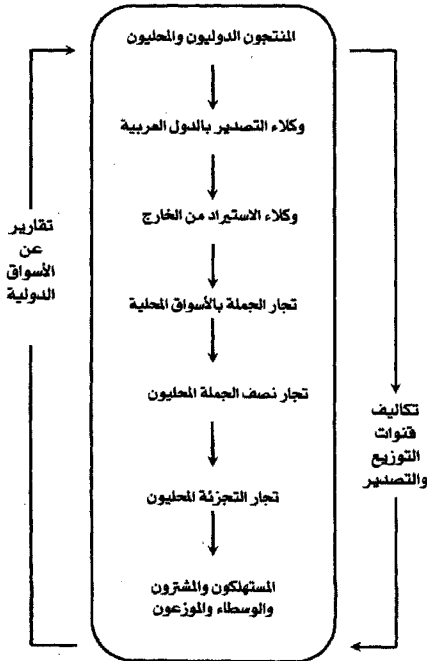 المنتجون الدوليون والمحليون
وكلاء التصدير بالدول العربية
وكلاء الاستيراد من الخارج
تجار الجملة بالأسواق المحلية
تجار نصف الجملة المحليون
تجار التجزئة المحليون
المستهلكون والمشترون
والوسطاء والموزعون
تكاليف
قنوات
التوزيع
والتصدير
تقارير
عن
الأسواق
الدولية